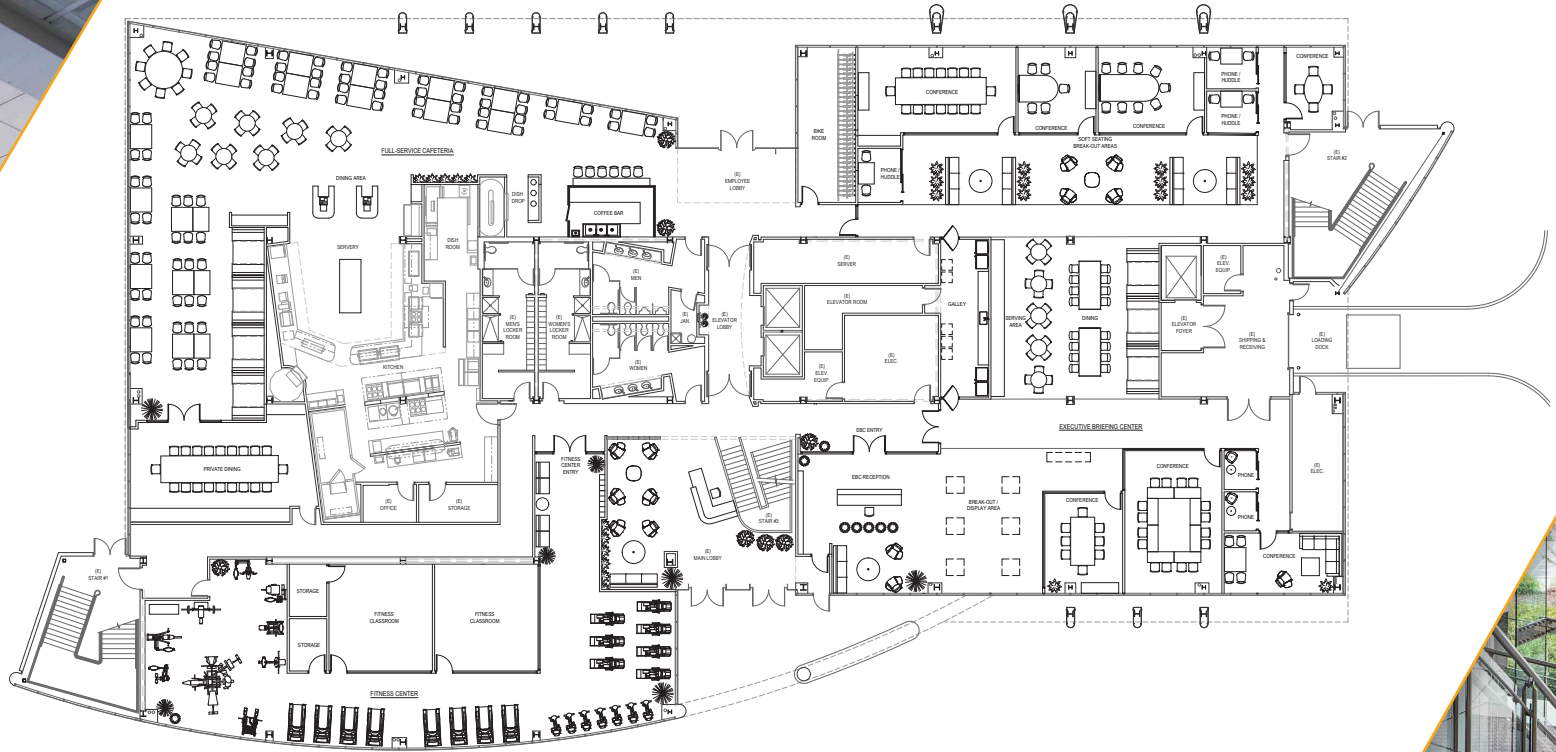 CONFERENCE
PHONE /
HUDDLE
PHONE /
HUDDLE
CONFERENCE
CONFERENCE
CONFERENCE
BIKE
ROOM
SOFT SEATING
BREAK-OUT AREAS
(E)
STAIR #2
FULL-SERVICE CAFETERIA
PHONE /
HUDDLE
(E)
EMPLOYEE
LOBBY
DINING AREA
DISH
DROP
COFFEE BAR
SERVERY
DISH
ROOM
(E)
MEN
(E)
SERVER
(E)
ELEV.
EQUIP.
(E)
ELEVATOR ROOM
GALLEY
SERVING
AREA
DINING
(E)
MEN'S
LOCKER
ROOM
(E)
WOMEN'S
LOCKER
ROOM
(E)
JAN.
(E)
ELEVATOR
LOBBY
(E)
ELEVATOR
FOYER
(E)
SHIPPING &
RECEIVING
(E)
LOADING
DOCK
(E)
WOMEN
(E)
ELEV.
EQUIP.
(E)
ELEC.
KITCHEN
EBC ENTRY
EXECUTIVE BRIEFING CENTER
PRIVATE DINING
FITNESS
CENTER
ENTRY
EBC RECEPTION
CONFERENCE
PHONE
(E)
ELEC.
(E)
OFFICE
(E)
STORAGE
(E)
STAIR #3
BREAK-OUT /
DISPLAY AREA
CONFERENCE
PHONE
(E)
MAIN LOBBY
CONFERENCE
(E)
STAIR #1
STORAGE
FITNESS
CLASSROOM
FITNESS
CLASSROOM
STORAGE
FITNESS CENTER